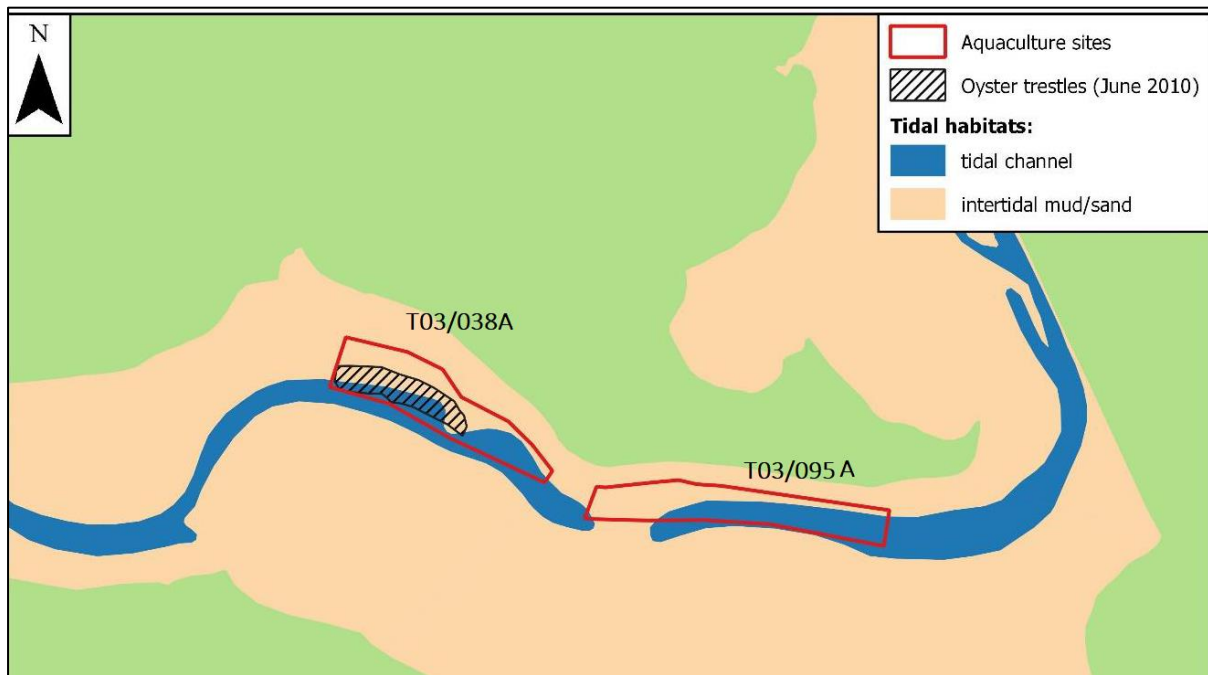 N
Aquaculture sites
Oyster trestles (June 2010)
Tidal habitats:
tidal channel
intertidal mud/sand
T03/038A
T03/095 A